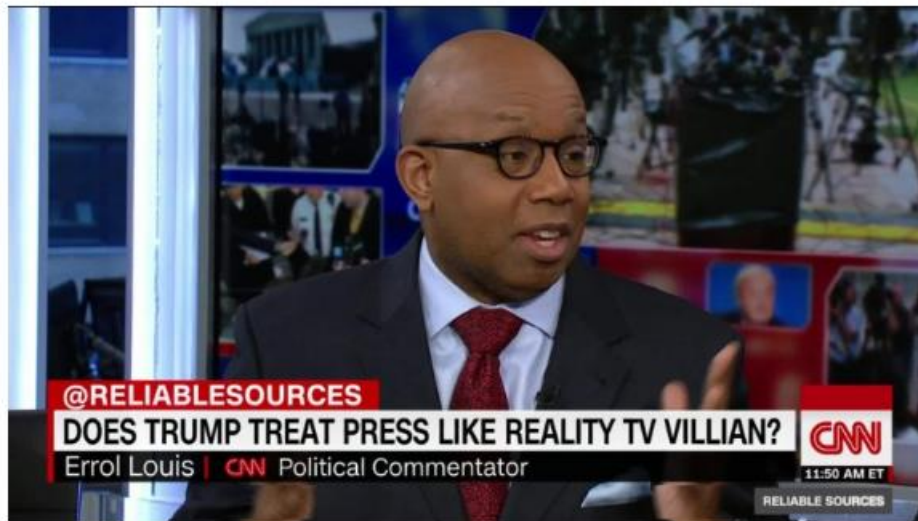 @RELIABLESOURCES
DOES TRUMP TREAT PRESS LIKE REALITY TV VILLIAN?
Errol Louis | CNN Political Commentator
CNN
11:50 AM ET
RELIABLE SOURCES